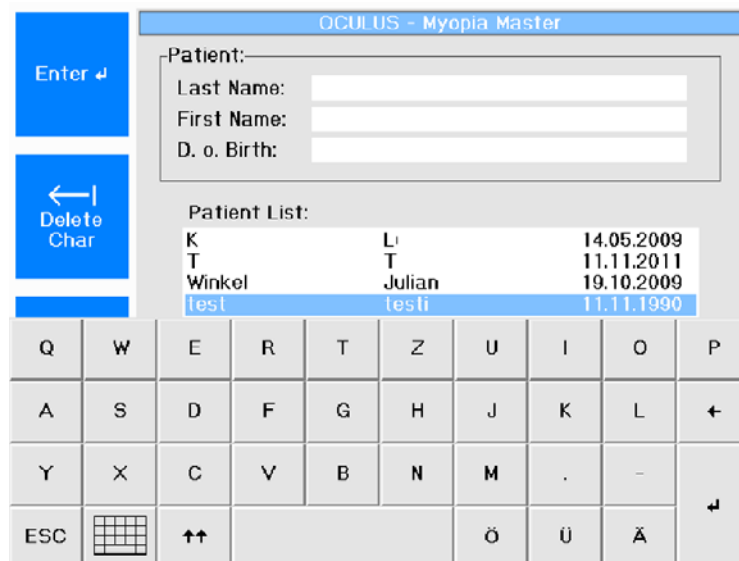 OCULUS - Myopia Master
Enter ↵
Patient:
Last Name:
First Name:
D. o. Birth:
←| Delete Char
Patient List:
K 14.05.2009
T T 11.11.2011
Winkel Julian 19.10.2009
test testi 11.11.1990
Q W E R T Z U I O P
A S D F G H J K L ←
Y X C V B N M . -
ESC ↑↑ Ö Ü Ä ↵